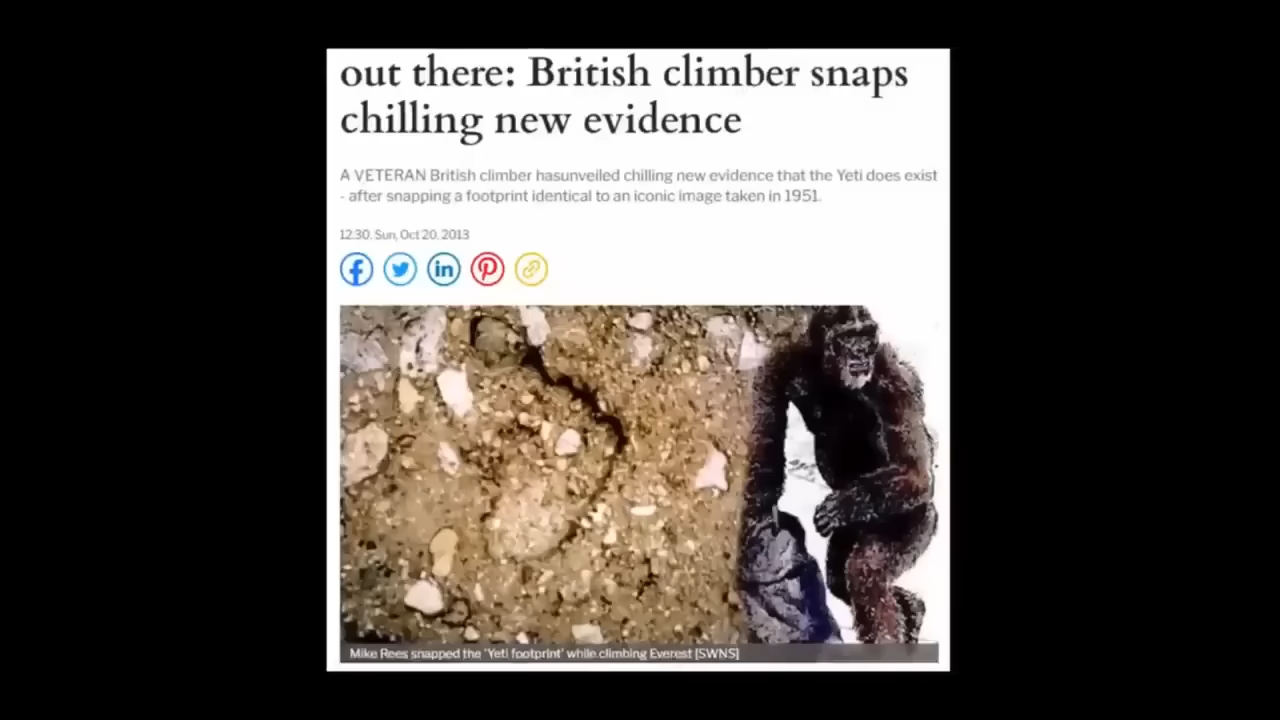 out there: British climber snaps
chilling new evidence
A VETERAN British climber hasunveiled chilling new evidence that the Yeti does exist
- after snapping a footprint identical to an iconic image taken in 1951.
12:30, Sun, Oct 20, 2013
in
Mike Rees snapped the 'Yeti footprint' while climbing Everest [SWNS]